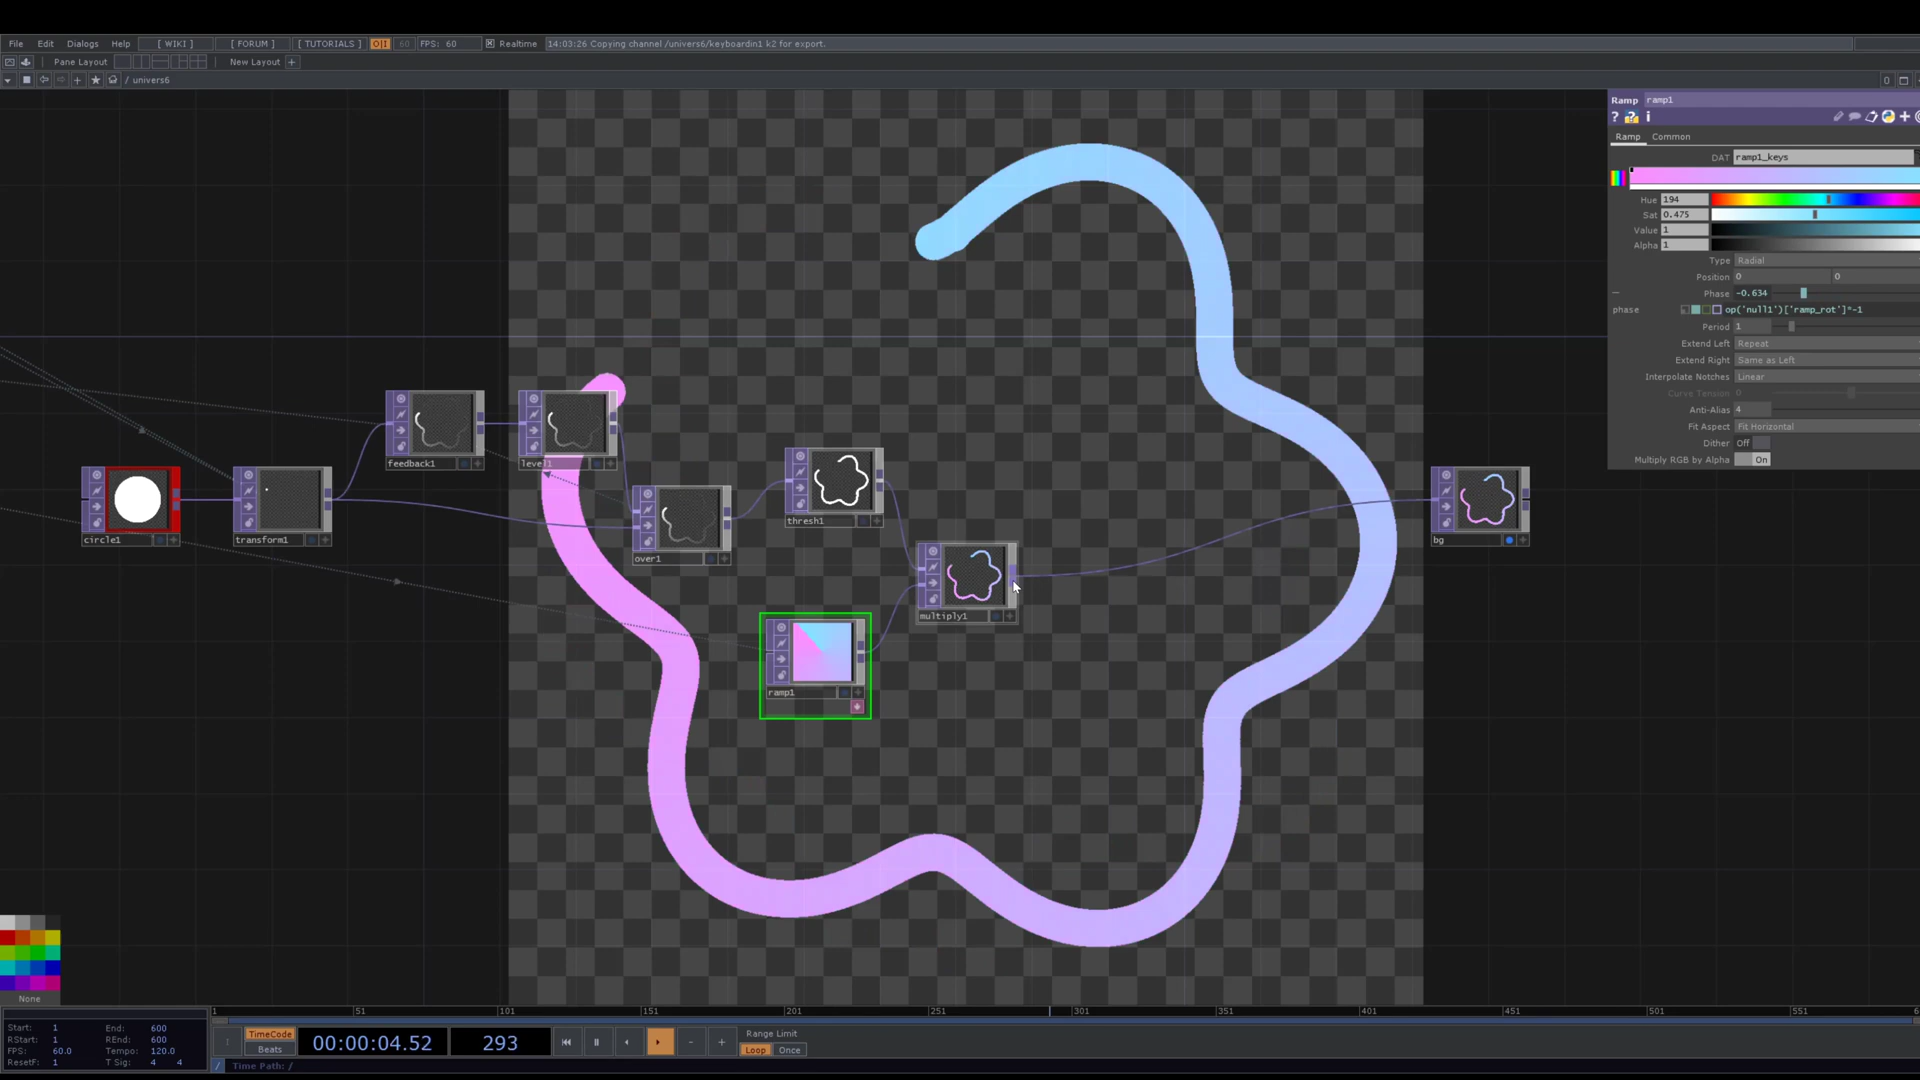 File Edit Dialogs Help [ WIKI ] [ FORUM ] [ TUTORIALS ] O|I 60 FPS: 60 Realtime 14:03:26 Copying channel /univers6/keyboardin1 k2 for export.
Pane Layout New Layout +
/ univers6 0
Ramp ramp1
? i
Ramp Common
DAT ramp1_keys
Hue 194
Sat 0.475
Value 1
Alpha 1
Type Radial
Position 0 0
Phase -0.634
phase op('null1')['ramp_rot']*-1
Period 1
Extend Left Repeat
Extend Right Same as Left
Interpolate Notches Linear
Curve Tension 0
Anti-Alias 4
Fit Aspect Fit Horizontal
Dither Off
Multiply RGB by Alpha On
feedback1
level1
circle1
transform1
over1
thresh1
multiply1
ramp1
bg
None
1 51 101 151 201 251 301 351 401 451 501 551
Start: 1 End: 600
RStart: 1 REnd: 600
FPS: 60.0 Tempo: 120.0
ResetF: 1 T Sig: 4 4
TimeCode
Beats
00:00:04.52 293
Range Limit
Loop Once
/ Time Path: /